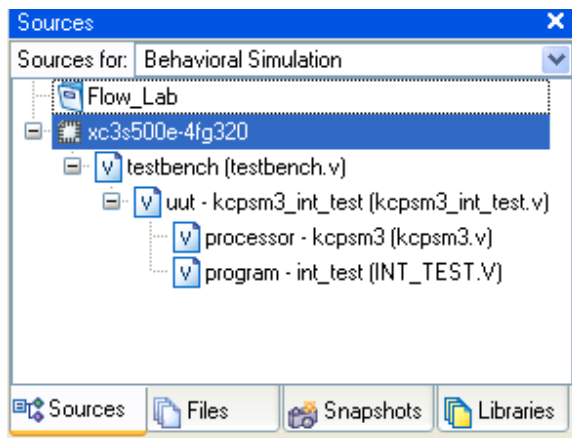 Sources
Sources for: Behavioral Simulation
Flow_Lab
xc3s500e-4fg320
testbench (testbench.v)
uut - kcpsm3_int_test (kcpsm3_int_test.v)
processor - kcpsm3 (kcpsm3.v)
program - int_test (INT_TEST.V)
Sources Files Snapshots Libraries